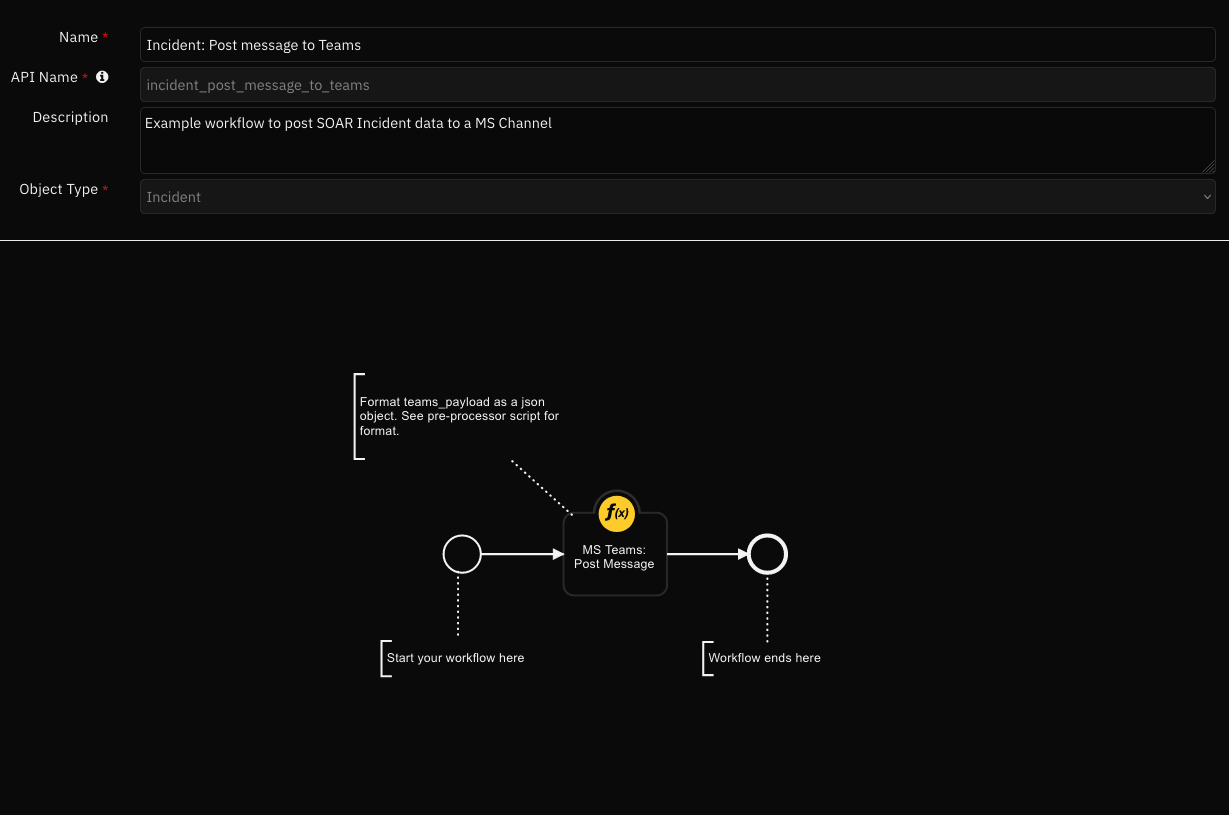 Name *
Incident: Post message to Teams
API Name *
incident_post_message_to_teams
Description
Example workflow to post SOAR Incident data to a MS Channel
Object Type *
Incident
Format teams_payload as a json
object. See pre-processor script for
format.
f(x)
MS Teams:
Post Message
Start your workflow here
Workflow ends here